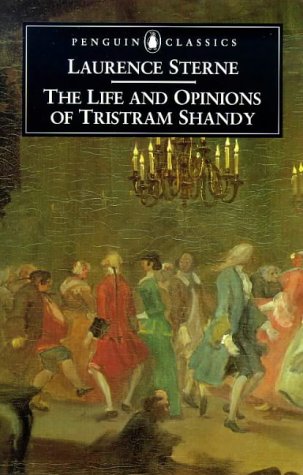 PENGUIN CLASSICS
LAURENCE STERNE
THE LIFE AND OPINIONS
OF TRISTRAM SHANDY